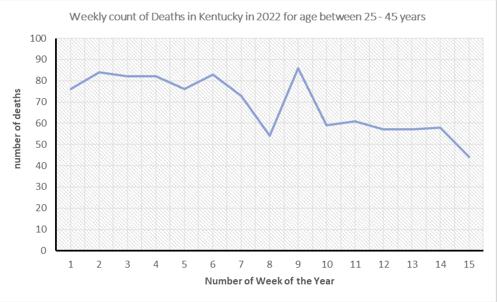 Weekly count of Deaths in Kentucky in 2022 for age between 25 - 45 years
100
90
80
70
60
50
40
30
20
10
0
number of deaths
1 2 3 4 5 6 7 8 9 10 11 12 13 14 15
Number of Week of the Year